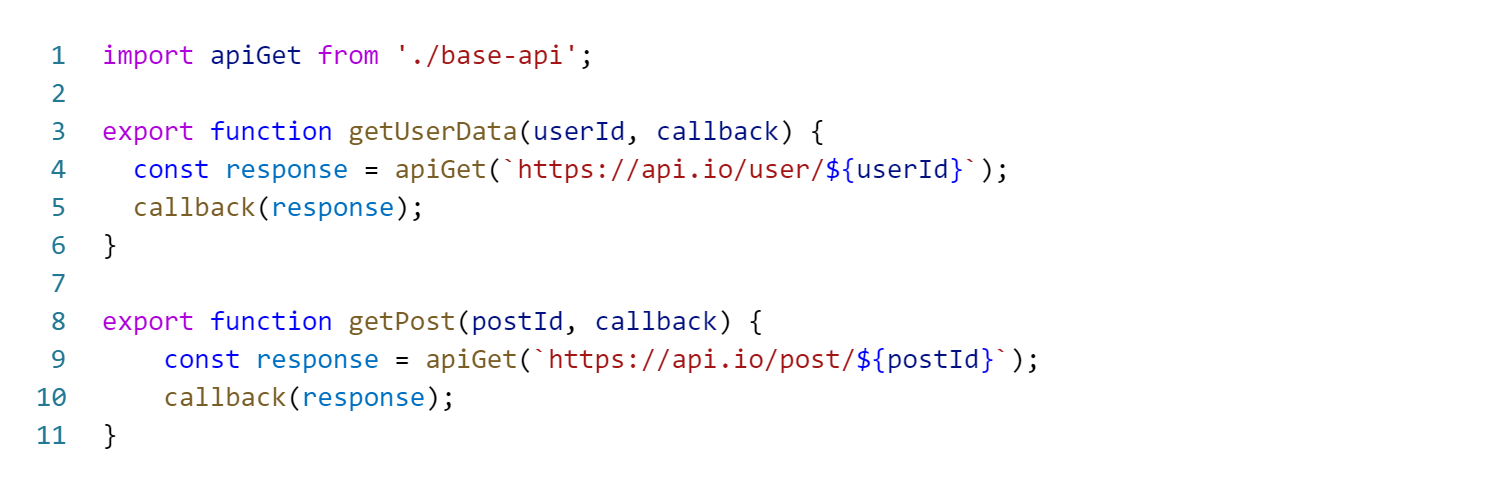 1 import apiGet from './base-api';
2
3 export function getUserData(userId, callback) {
4   const response = apiGet(`https://api.io/user/${userId}`);
5   callback(response);
6 }
7
8 export function getPost(postId, callback) {
9     const response = apiGet(`https://api.io/post/${postId}`);
10     callback(response);
11 }